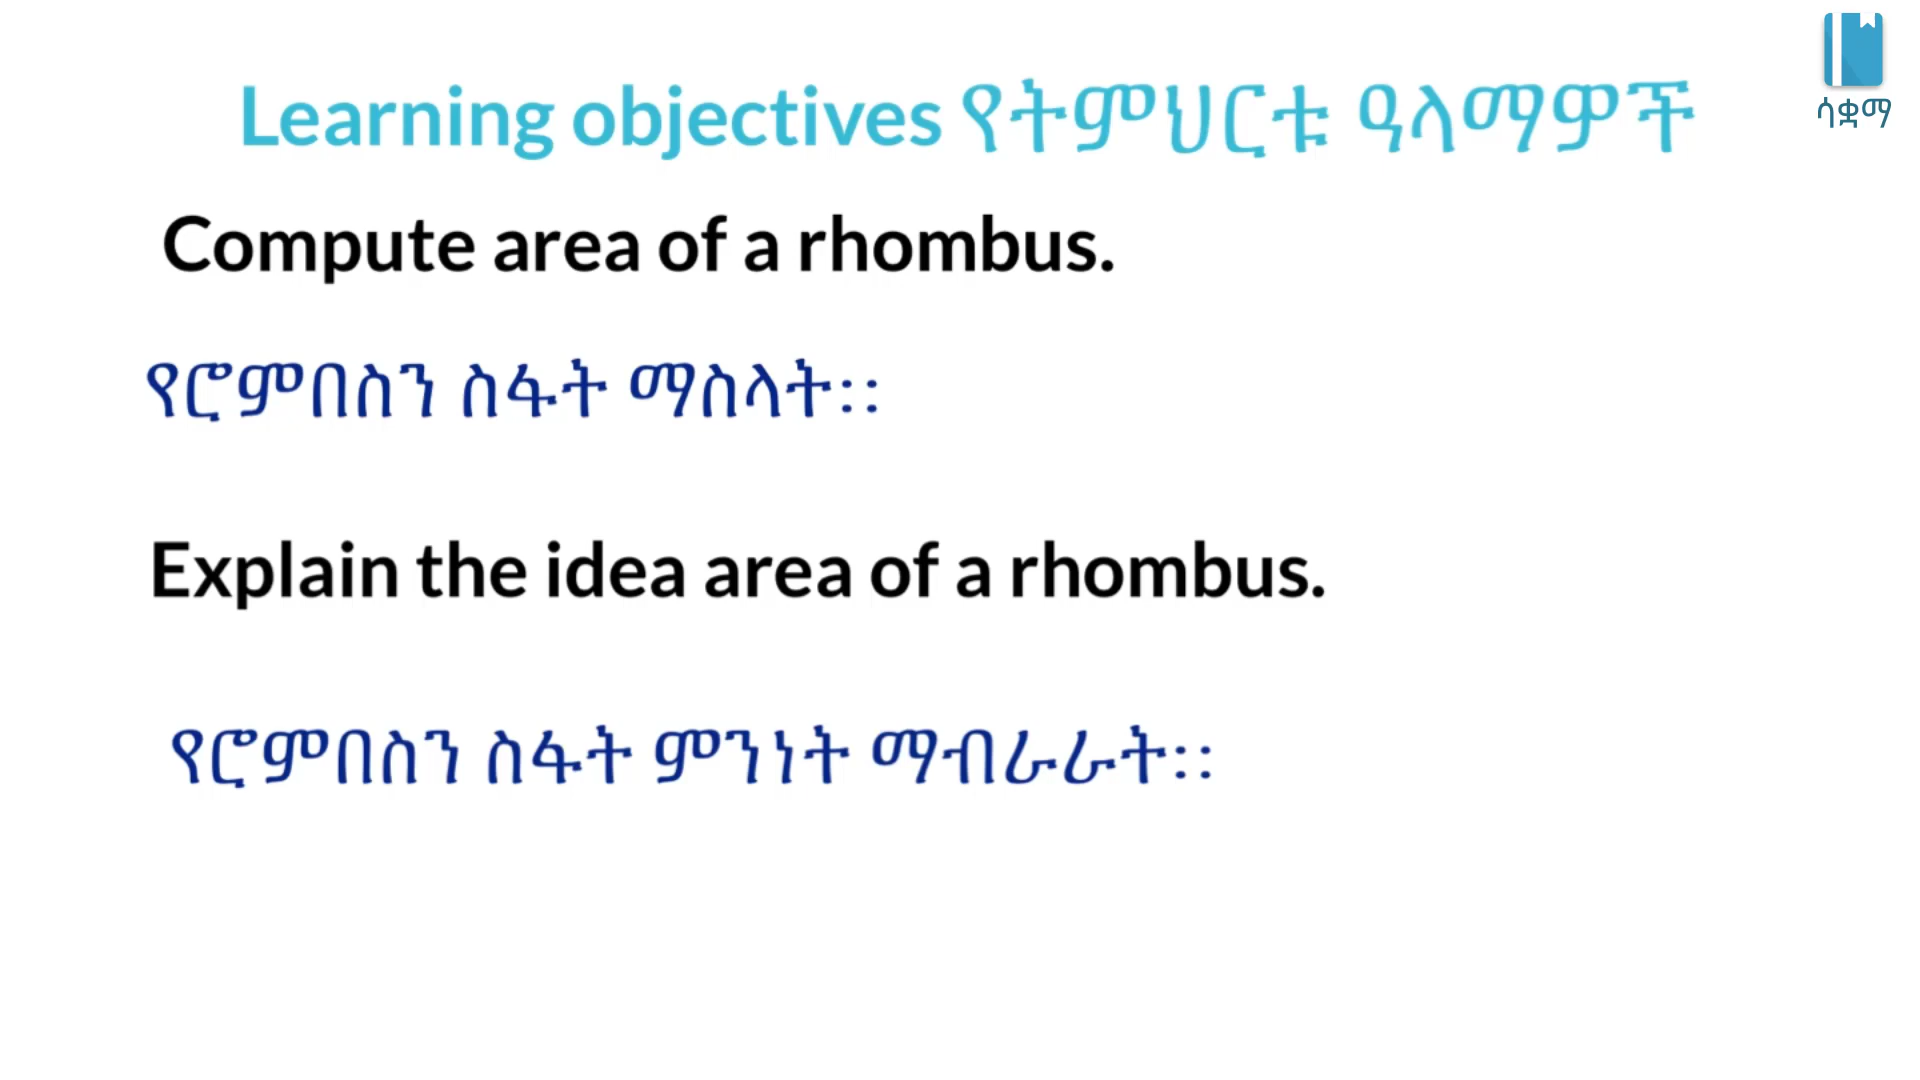 Learning objectives የትምህርቱ ዓላማዎች
ሳቋማ
Compute area of a rhombus.
የሮምበስን ስፋት ማስላት፡፡
Explain the idea area of a rhombus.
የሮምበስን ስፋት ምንነት ማብራራት፡፡